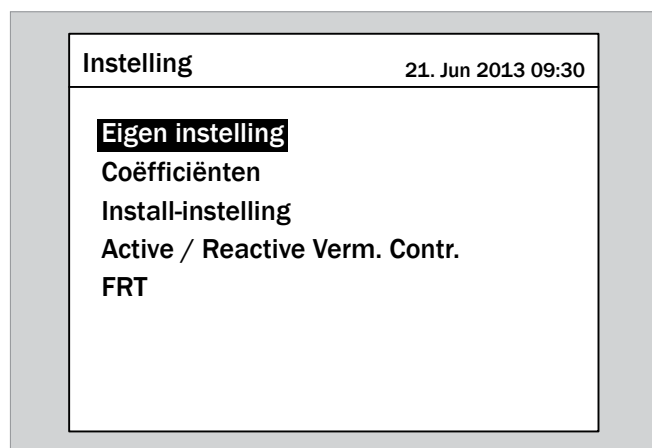 Instelling
21. Jun 2013 09:30
Eigen instelling
Coëfficiënten
Install-instelling
Active / Reactive Verm. Contr.
FRT